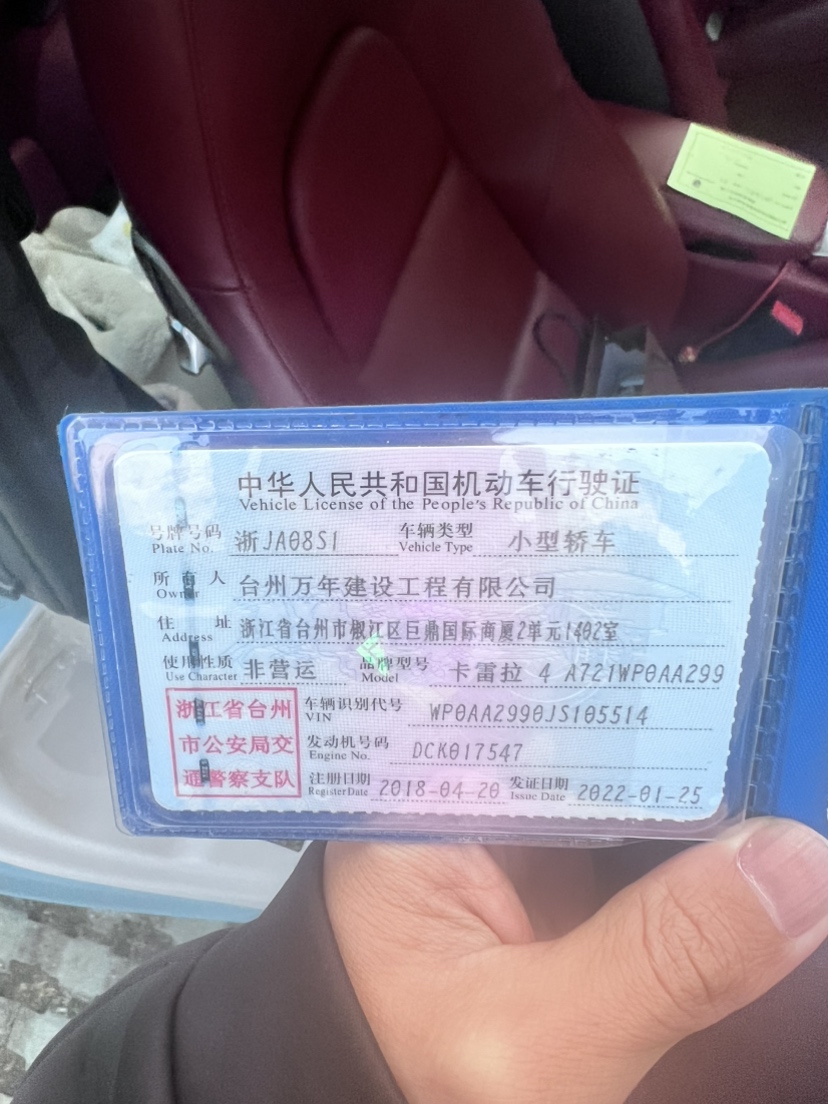 中华人民共和国机动车行驶证
Vehicle License of the People's Republic of China
号牌号码 浙JA08S1 车辆类型 小型轿车
Plate No. Vehicle Type
所有人 台州万年建设工程有限公司
Owner
住址 浙江省台州市椒江区巨鼎国际商厦2单元1402室
Address
使用性质 非营运 品牌型号 卡雷拉 4 A721WP0AA299
Use Character Model
浙江省台州
市公安局交
通警察支队
车辆识别代号 WP0AA2990JS105514
VIN
发动机号码 DCK017547
Engine No.
注册日期 2018-04-20 发证日期 2022-01-25
Register Date Issue Date